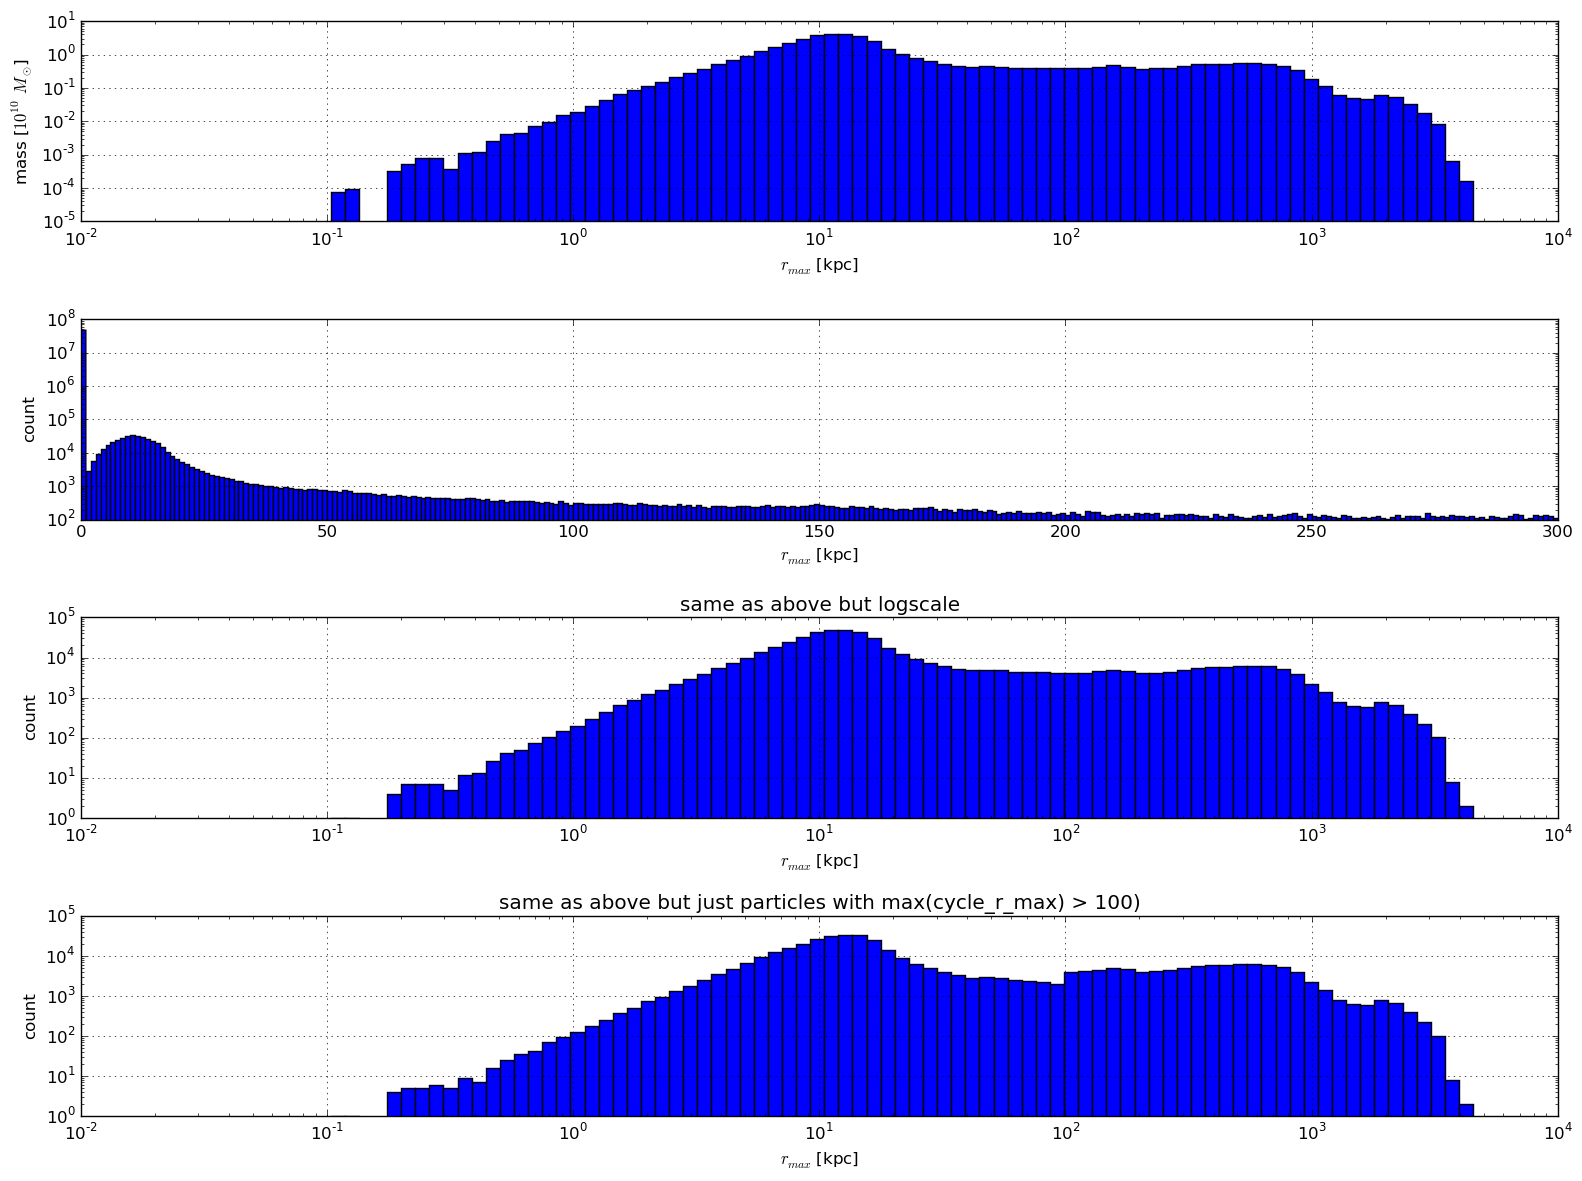 10^1
10^0
10^-1
10^-2
10^-3
10^-4
10^-5
mass [10^10 M_⊙]
10^-2 10^-1 10^0 10^1 10^2 10^3 10^4
r_max [kpc]
10^8
10^7
10^6
10^5
10^4
10^3
10^2
count
0 50 100 150 200 250 300
r_max [kpc]
same as above but logscale
10^5
10^4
10^3
10^2
10^1
10^0
count
10^-2 10^-1 10^0 10^1 10^2 10^3 10^4
r_max [kpc]
same as above but just particles with max(cycle_r_max) > 100)
10^5
10^4
10^3
10^2
10^1
10^0
count
10^-2 10^-1 10^0 10^1 10^2 10^3 10^4
r_max [kpc]